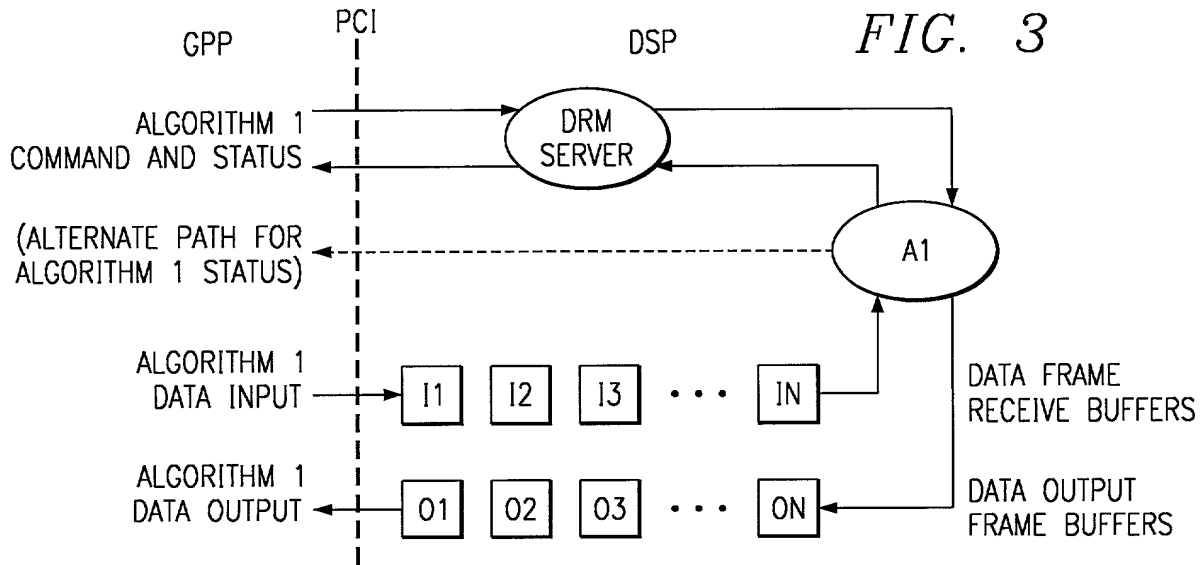 GPP
PCI
DSP
FIG. 3
ALGORITHM 1
COMMAND AND STATUS
DRM
SERVER
(ALTERNATE PATH FOR
ALGORITHM 1 STATUS)
A1
ALGORITHM 1
DATA INPUT
I1
I2
I3
• • •
IN
DATA FRAME
RECEIVE BUFFERS
ALGORITHM 1
DATA OUTPUT
O1
O2
O3
• • •
ON
DATA OUTPUT
FRAME BUFFERS